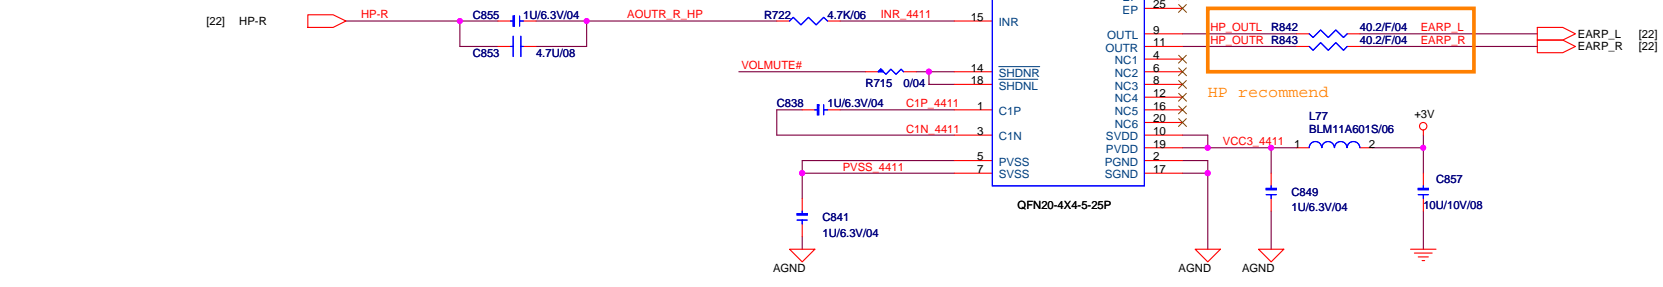 25
EP
[22] HP-R HP-R C855 1U/6.3V/04 AOUTR_R_HP R722 4.7K/06 INR_4411 15 INR
C853 4.7U/08
OUTL 9 HP_OUTL R842 40.2/F/04 EARP_L EARP_L [22]
OUTR 11 HP_OUTR R843 40.2/F/04 EARP_R EARP_R [22]
NC1 4
VOLMUTE# 14 SHDNR NC2 6
R715 0/04 18 SHDNL NC3 8
HP recommend
NC4 12
C838 1U/6.3V/04 C1P_4411 1 C1P NC5 16
NC6 20
C1N_4411 3 C1N SVDD 10
L77
BLM11A601S/06
+3V
PVDD 19 VCC3_4411 1 2
5 PVSS PGND 2
PVSS_4411 7 SVSS SGND 17
C849
1U/6.3V/04
C857
10U/10V/08
QFN20-4X4-5-25P
C841
1U/6.3V/04
AGND AGND AGND